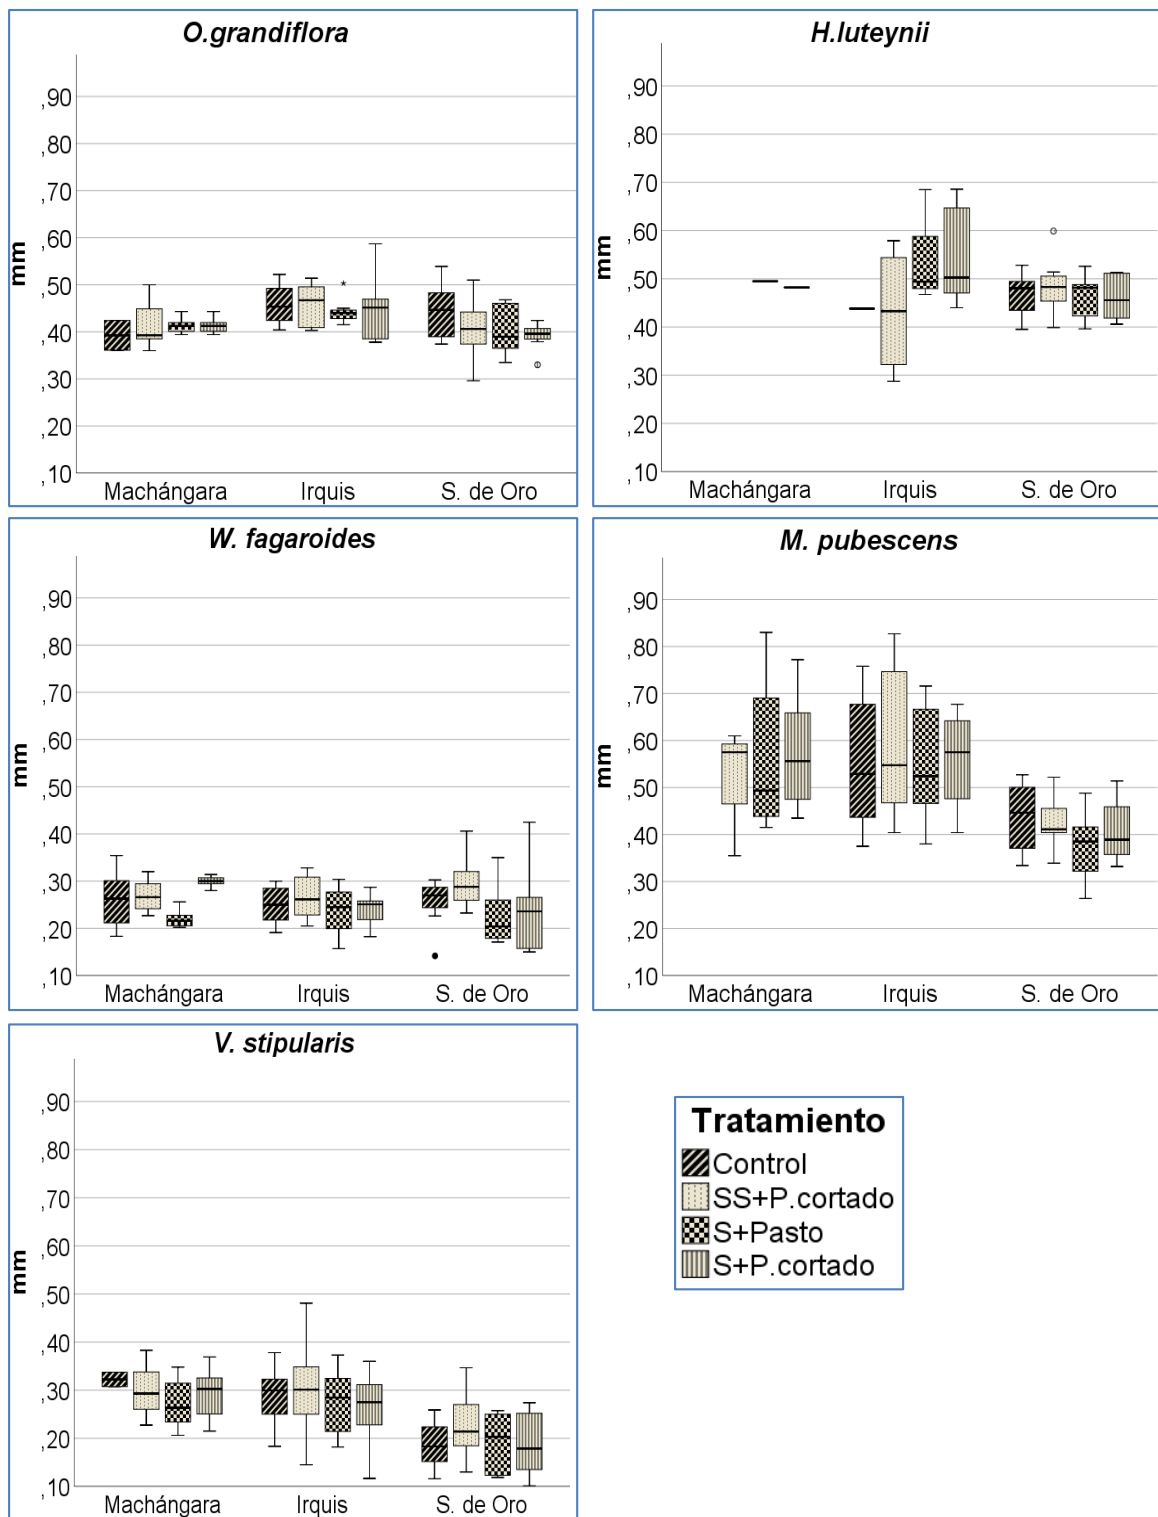 O.grandiflora
,90
,80
,70
,60
,50
,40
,30
,20
,10
mm
Machángara Irquis S. de Oro
H.luteynii
,90
,80
,70
,60
,50
,40
,30
,20
,10
mm
Machángara Irquis S. de Oro
W. fagaroides
,90
,80
,70
,60
,50
,40
,30
,20
,10
mm
Machángara Irquis S. de Oro
M. pubescens
,90
,80
,70
,60
,50
,40
,30
,20
,10
mm
Machángara Irquis S. de Oro
V. stipularis
,90
,80
,70
,60
,50
,40
,30
,20
,10
mm
Machángara Irquis S. de Oro
Tratamiento
Control
SS+P.cortado
S+Pasto
S+P.cortado